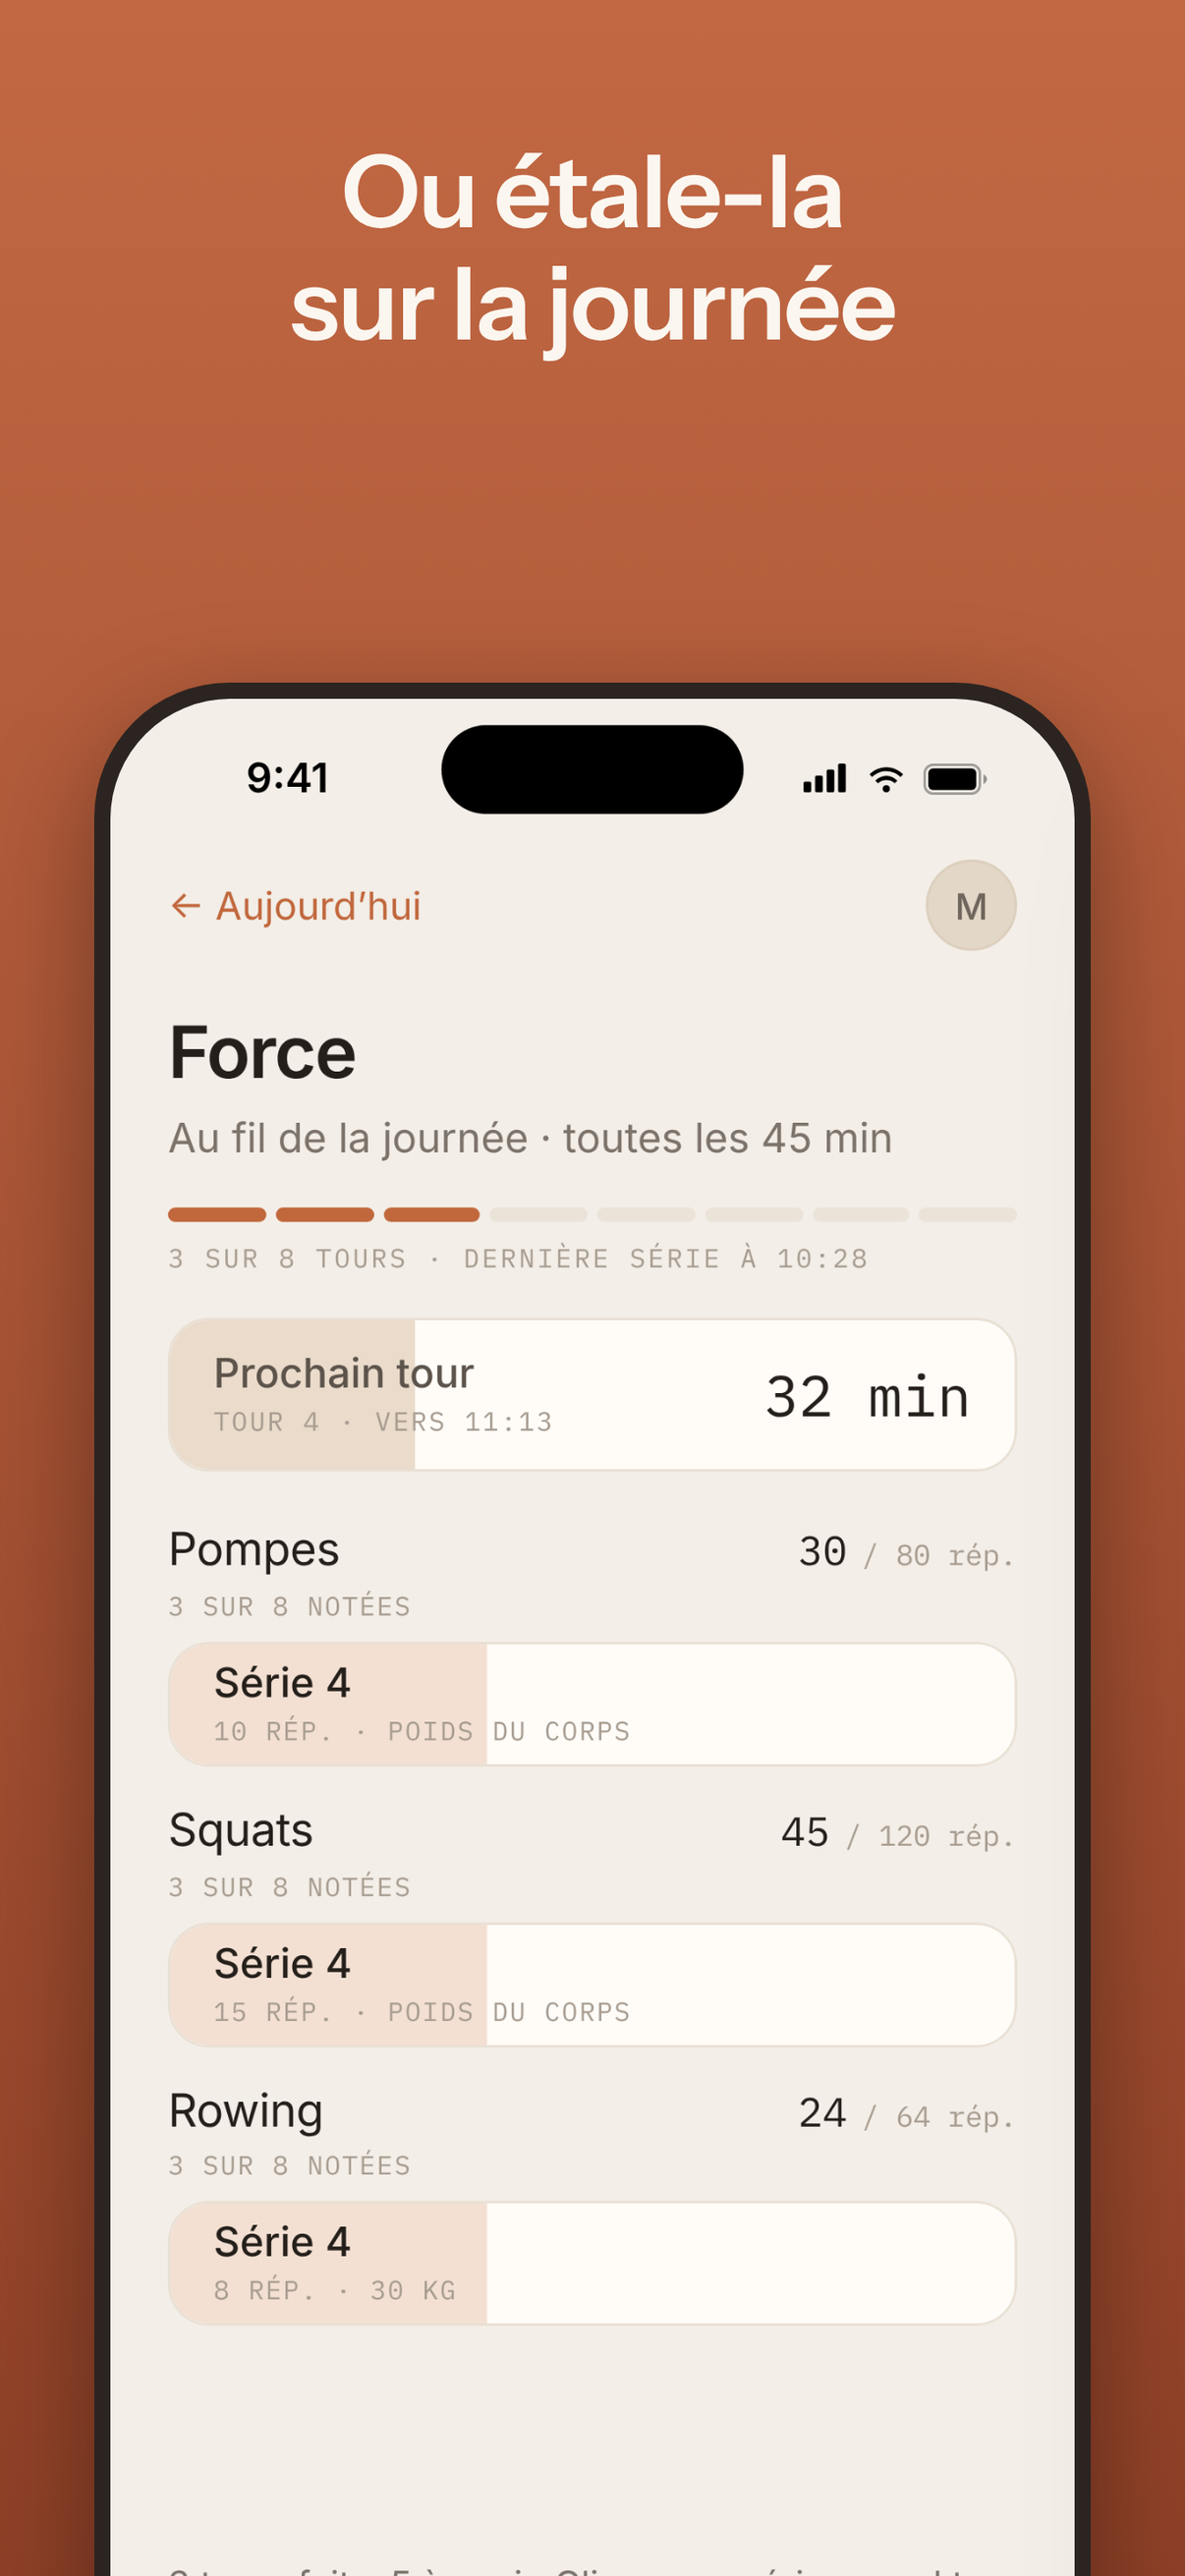 Ou étale-la
sur la journée
9:41
← Aujourd’hui
M
Force
Au fil de la journée · toutes les 45 min
3 SUR 8 TOURS · DERNIÈRE SÉRIE À 10:28
Prochain tour
TOUR 4 · VERS 11:13
32 min
Pompes
30 / 80 rép.
3 SUR 8 NOTÉES
Série 4
10 RÉP. · POIDS DU CORPS
Squats
45 / 120 rép.
3 SUR 8 NOTÉES
Série 4
15 RÉP. · POIDS DU CORPS
Rowing
24 / 64 rép.
3 SUR 8 NOTÉES
Série 4
8 RÉP. · 30 KG